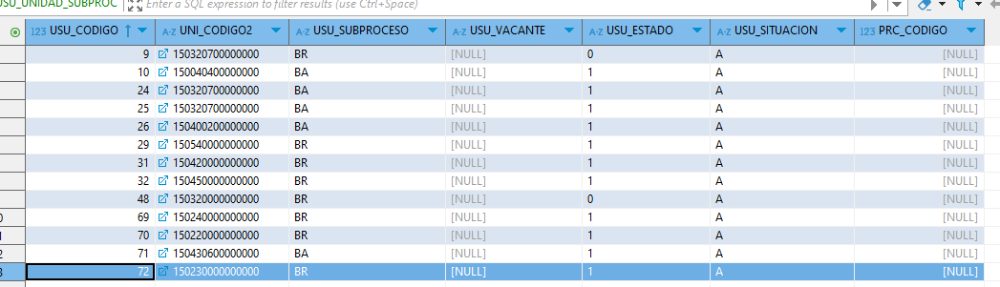 USU_UNIDAD_SUBPROC Enter a SQL expression to filter results (use Ctrl+Space)
123 USU_CODIGO A-Z UNI_CODIGO2 A-Z USU_SUBPROCESO A-Z USU_VACANTE A-Z USU_ESTADO A-Z USU_SITUACION 123 PRC_CODIGO
9 150320700000000 BR [NULL] 0 A [NULL]
10 150040400000000 BA [NULL] 1 A [NULL]
24 150320700000000 BA [NULL] 1 A [NULL]
25 150320700000000 BA [NULL] 1 A [NULL]
26 150400200000000 BA [NULL] 1 A [NULL]
29 150540000000000 BR [NULL] 1 A [NULL]
31 150420000000000 BR [NULL] 1 A [NULL]
32 150450000000000 BR [NULL] 1 A [NULL]
48 150320000000000 BR [NULL] 0 A [NULL]
0 69 150240000000000 BR [NULL] 1 A [NULL]
1 70 150220000000000 BR [NULL] 1 A [NULL]
2 71 150430600000000 BA [NULL] 1 A [NULL]
3 72 150230000000000 BR [NULL] 1 A [NULL]